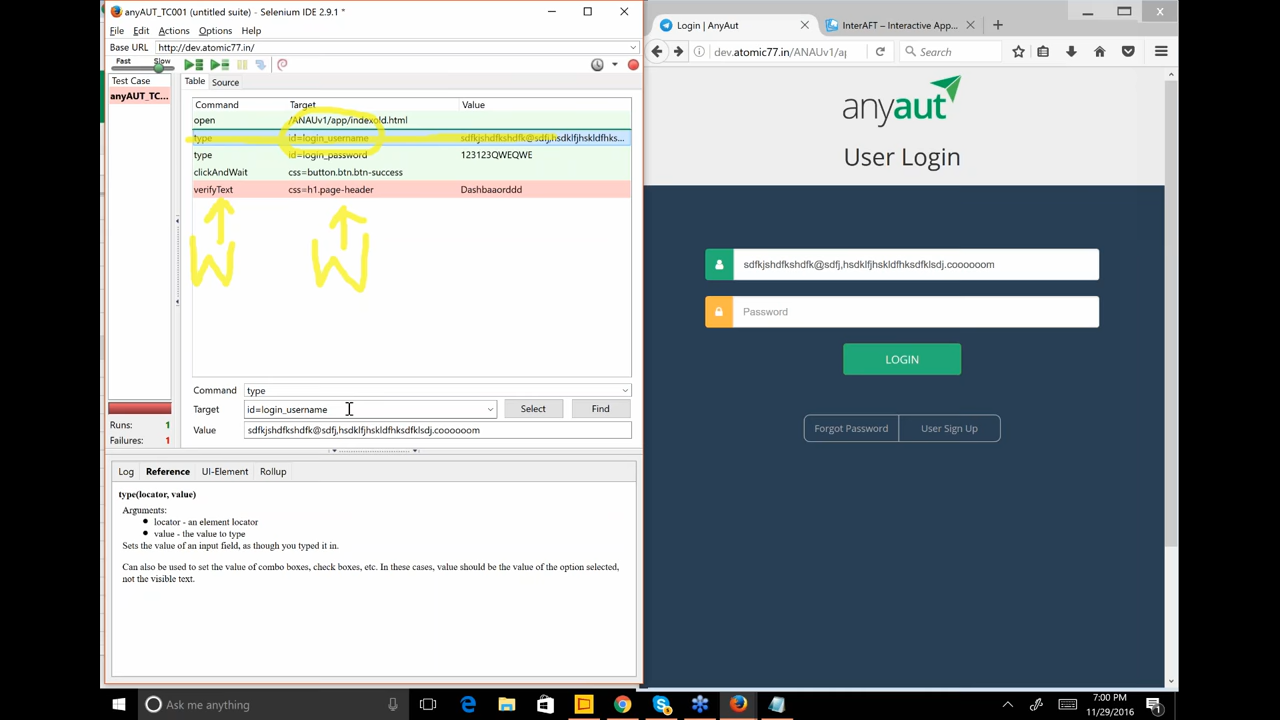 anyAUT_TC001 (untitled suite) - Selenium IDE 2.9.1 *
File Edit Actions Options Help
Base URL http://dev.atomic77.in/
Fast Slow
Test Case
anyAUT_TC...
Table Source
Command Target Value
open /ANAUv1/app/indexold.html
type id=login_username sdfkjshdfkshdfk@sdfj,hsdklfjhskldfhks...
type id=login_password 123123QWEQWE
clickAndWait css=button.btn.btn-success
verifyText css=h1.page-header Dashbaaorddd
W W
Command type
Target id=login_username Select Find
Value sdfkjshdfkshdfk@sdfj,hsdklfjhskldfhksdfklsdj.coooooom
Runs: 1
Failures: 1
Log Reference UI-Element Rollup
type(locator, value)
Arguments:
locator - an element locator
value - the value to type
Sets the value of an input field, as though you typed it in.
Can also be used to set the value of combo boxes, check boxes, etc. In these cases, value should be the value of the option selected,
not the visible text.
Login | AnyAut
InterAFT – Interactive App...
dev.atomic77.in/ANAUv1/ap
Search
anyaut
User Login
sdfkjshdfkshdfk@sdfj,hsdklfjhskldfhksdfklsdj.coooooom
Password
LOGIN
Forgot Password User Sign Up
Ask me anything
7:00 PM
11/29/2016
1